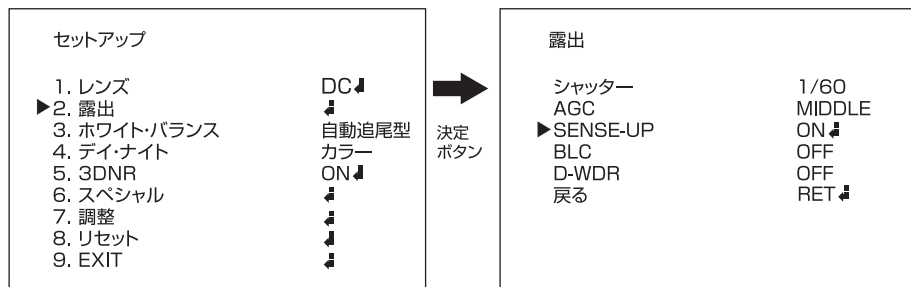 セットアップ
1. レンズ DC↲
▶2. 露出 ↲
3. ホワイト・バランス 自動追尾型
4. デイ・ナイト カラー
5. 3DNR ON↲
6. スペシャル ↲
7. 調整 ↲
8. リセット ↲
9. EXIT ↲
決定
ボタン
露出
シャッター 1/60
AGC MIDDLE
▶SENSE-UP ON↲
BLC OFF
D-WDR OFF
戻る RET↲